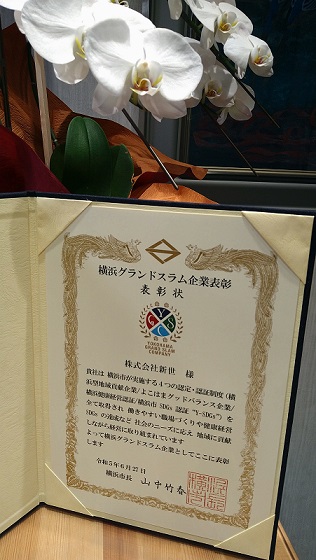 横浜グランドスラム企業表彰
表彰状
Y S C G
YOKOHAMA
GRAND SLAM
COMPANY
株式会社新世 様
貴社は 横浜市が実施する4つの認定・認証制度(横
浜型地域貢献企業/よこはまグッドバランス企業/
横浜健康経営認証/横浜市 SDGs 認証 “Y-SDGs”)
全て取得され 働きやすい職場づくりや健康経営
SDGs の達成など 社会のニーズに応え 地域に貢献
しながら経営に取り組まれています
よって横浜グランドスラム企業としてここに表彰
します
令和5年6月27日
横浜市長 山中竹春